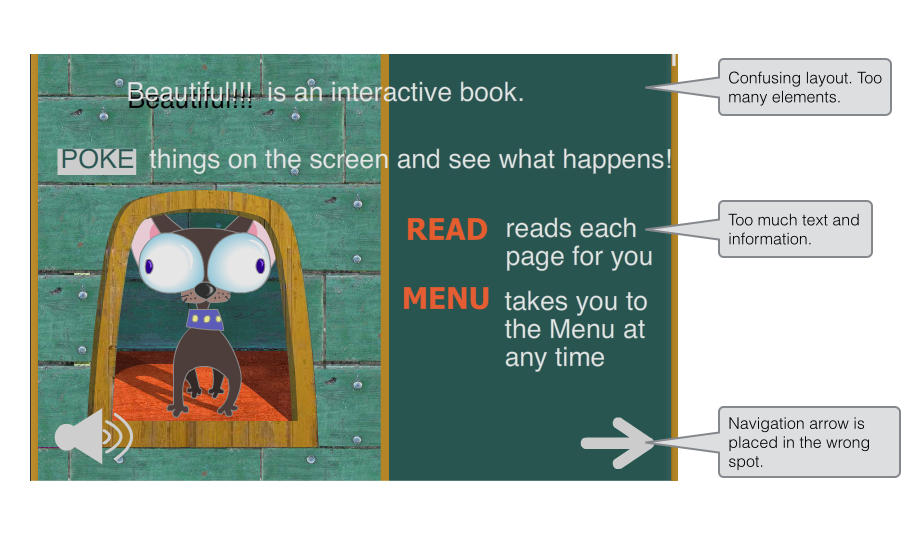 Beautiful!!! is an interactive book.
POKE things on the screen and see what happens!
READ reads each
page for you
MENU takes you to
the Menu at
any time
Confusing layout. Too
many elements.
Too much text and
information.
Navigation arrow is
placed in the wrong
spot.